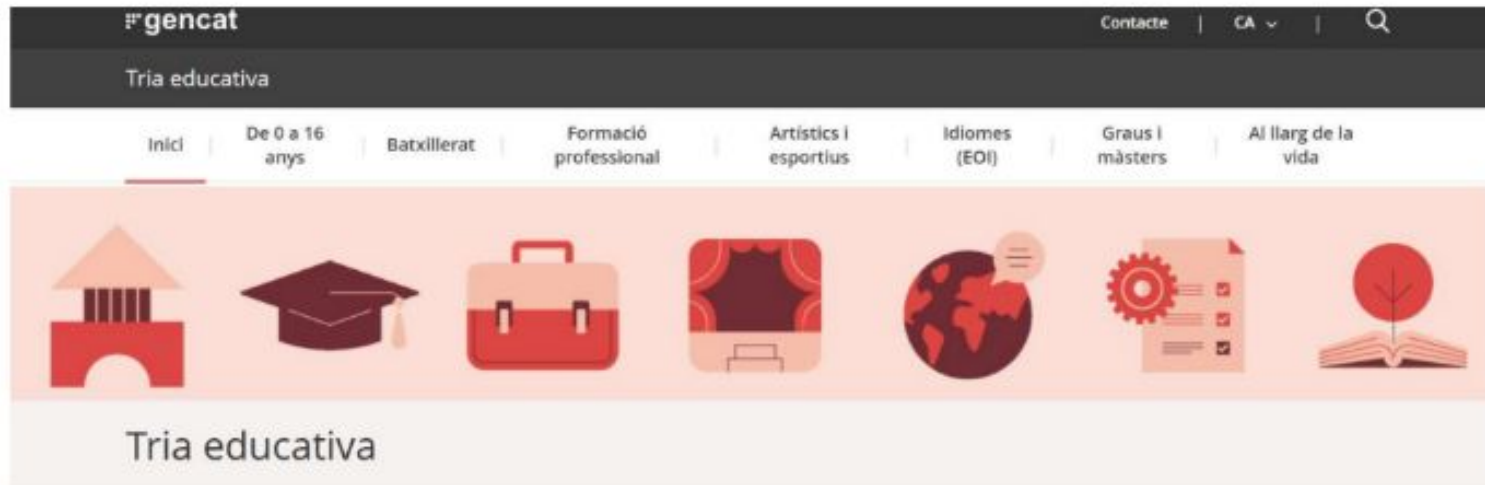 gencat
Contacte | CA |
Tria educativa
Inici
De 0 a 16
anys
Batxillerat
Formació
professional
Artístics i
esportius
Idiomes
(EOI)
Graus i
màsters
Al llarg de la
vida
Tria educativa